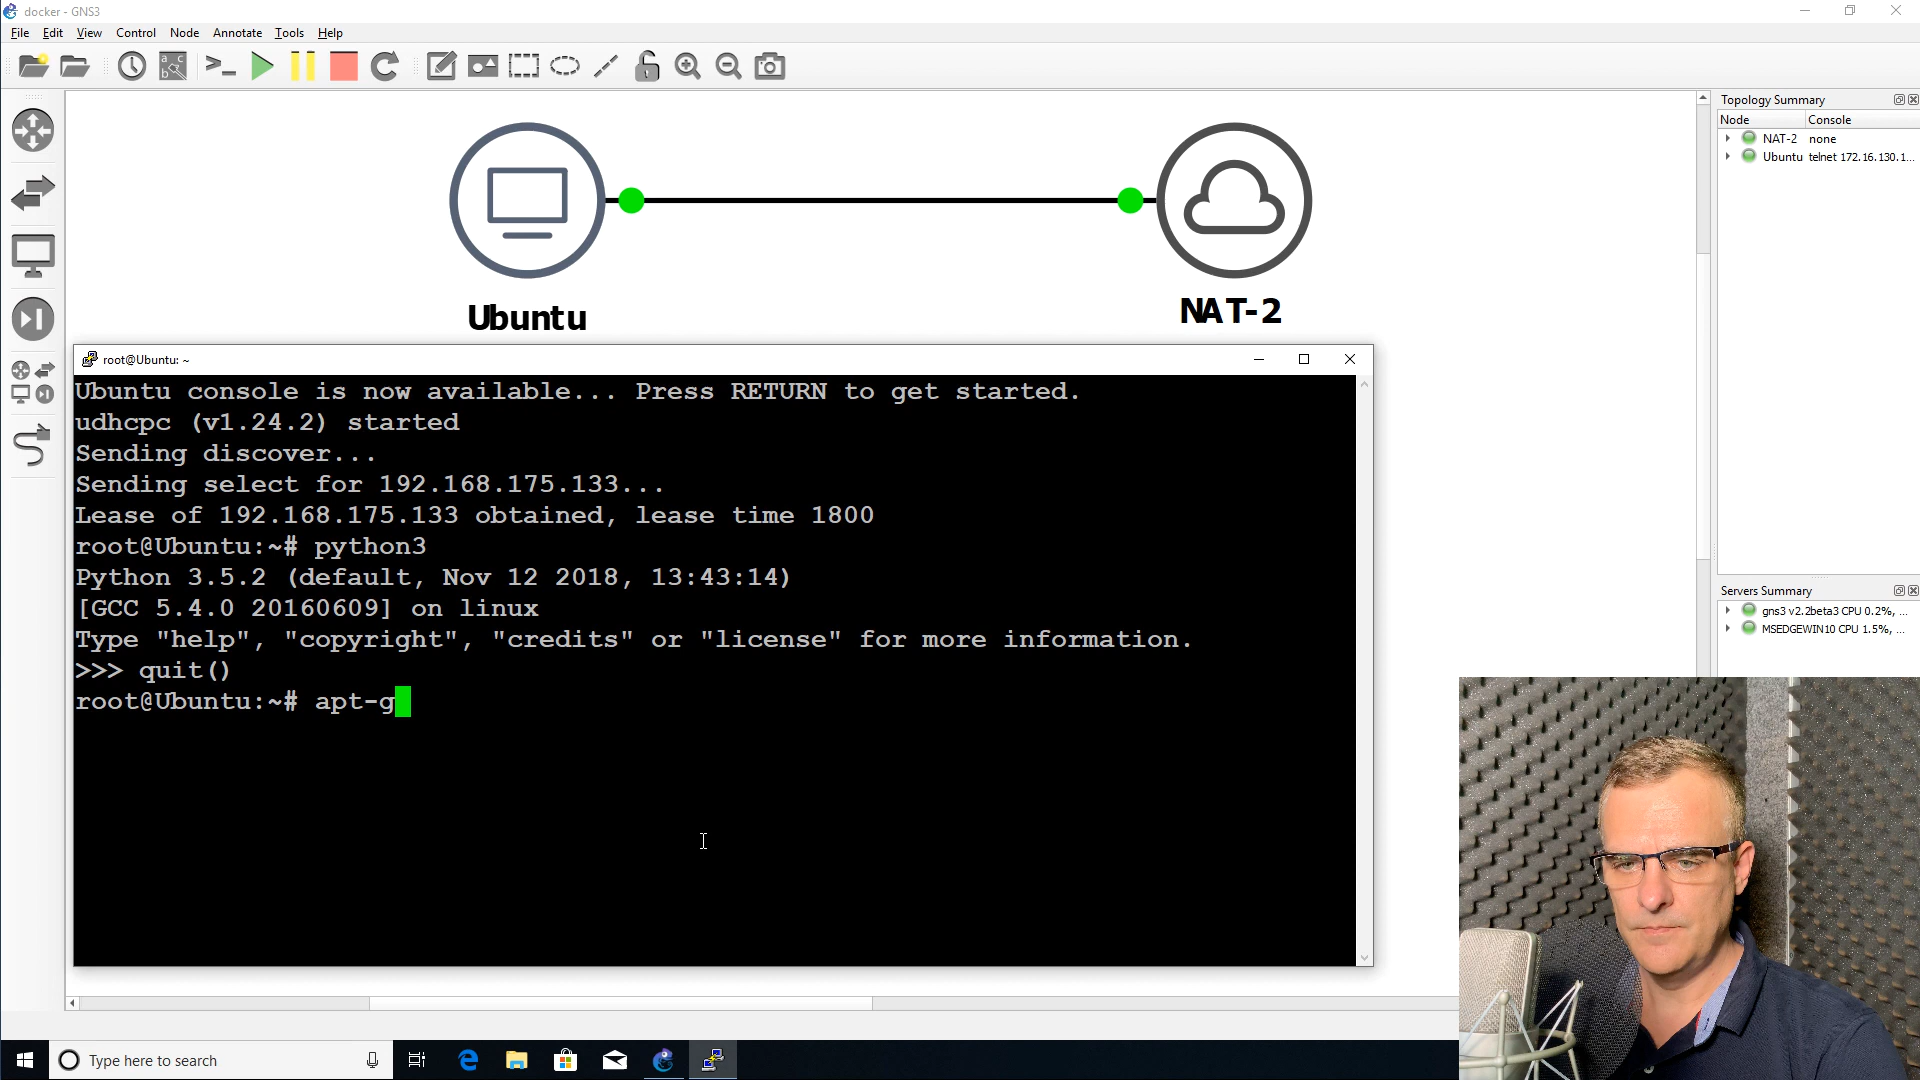 docker - GNS3
File Edit View Control Node Annotate Tools Help
Topology Summary
Node Console
NAT-2 none
Ubuntu telnet 172.16.130.1...
Ubuntu
NAT-2
root@Ubuntu: ~
Ubuntu console is now available... Press RETURN to get started.
udhcpc (v1.24.2) started
Sending discover...
Sending select for 192.168.175.133...
Lease of 192.168.175.133 obtained, lease time 1800
root@Ubuntu:~# python3
Python 3.5.2 (default, Nov 12 2018, 13:43:14)
[GCC 5.4.0 20160609] on linux
Type "help", "copyright", "credits" or "license" for more information.
>>> quit()
root@Ubuntu:~# apt-g
Servers Summary
gns3 v2.2beta3 CPU 0.2%, ...
MSEDGEWIN10 CPU 1.5%, ...
Type here to search